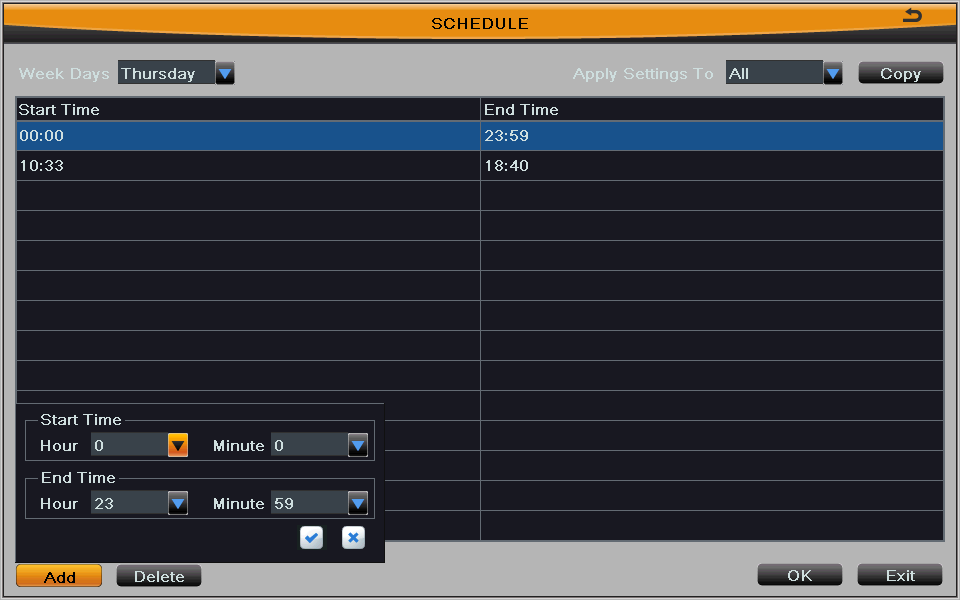 SCHEDULE
Week Days Thursday Apply Settings To All Copy
Start Time End Time
00:00 23:59
10:33 18:40
Start Time
Hour 0 Minute 0
End Time
Hour 23 Minute 59
Add Delete OK Exit